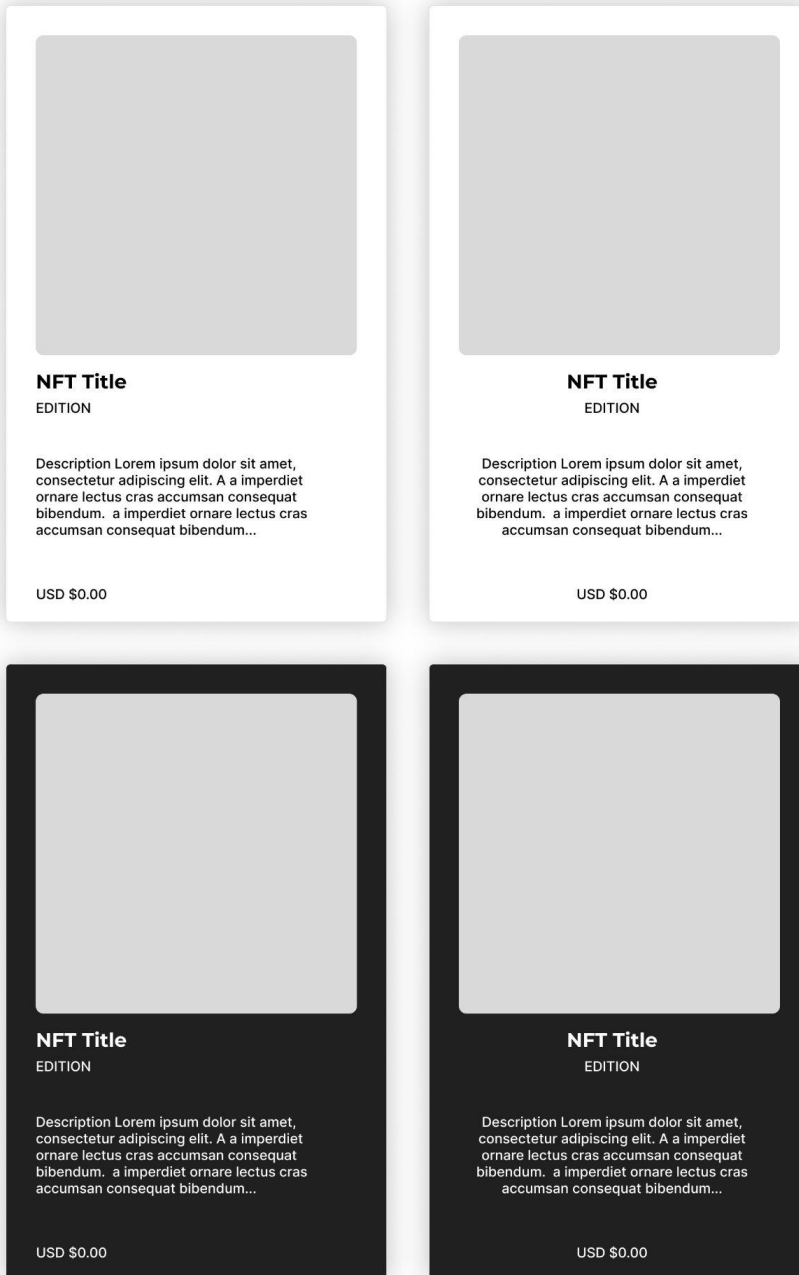 NFT Title
EDITION
Description Lorem ipsum dolor sit amet,
consectetur adipiscing elit. A a imperdiet
ornare lectus cras accumsan consequat
bibendum.  a imperdiet ornare lectus cras
accumsan consequat bibendum...
USD $0.00
NFT Title
EDITION
Description Lorem ipsum dolor sit amet,
consectetur adipiscing elit. A a imperdiet
ornare lectus cras accumsan consequat
bibendum.  a imperdiet ornare lectus cras
accumsan consequat bibendum...
USD $0.00
NFT Title
EDITION
Description Lorem ipsum dolor sit amet,
consectetur adipiscing elit. A a imperdiet
ornare lectus cras accumsan consequat
bibendum.  a imperdiet ornare lectus cras
accumsan consequat bibendum...
USD $0.00
NFT Title
EDITION
Description Lorem ipsum dolor sit amet,
consectetur adipiscing elit. A a imperdiet
ornare lectus cras accumsan consequat
bibendum.  a imperdiet ornare lectus cras
accumsan consequat bibendum...
USD $0.00